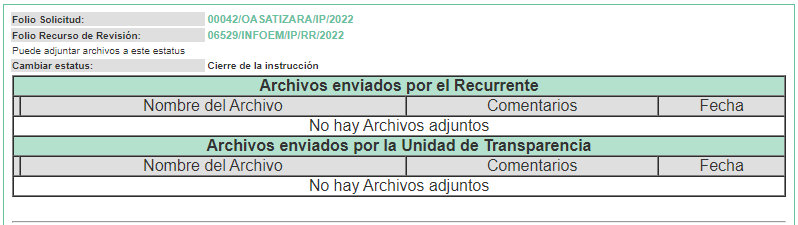 Folio Solicitud: 00042/OASATIZARA/IP/2022
Folio Recurso de Revisión: 06529/INFOEM/IP/RR/2022
Puede adjuntar archivos a este estatus
Cambiar estatus: Cierre de la instrucción
Archivos enviados por el Recurrente
Nombre del Archivo Comentarios Fecha
No hay Archivos adjuntos
Archivos enviados por la Unidad de Transparencia
Nombre del Archivo Comentarios Fecha
No hay Archivos adjuntos